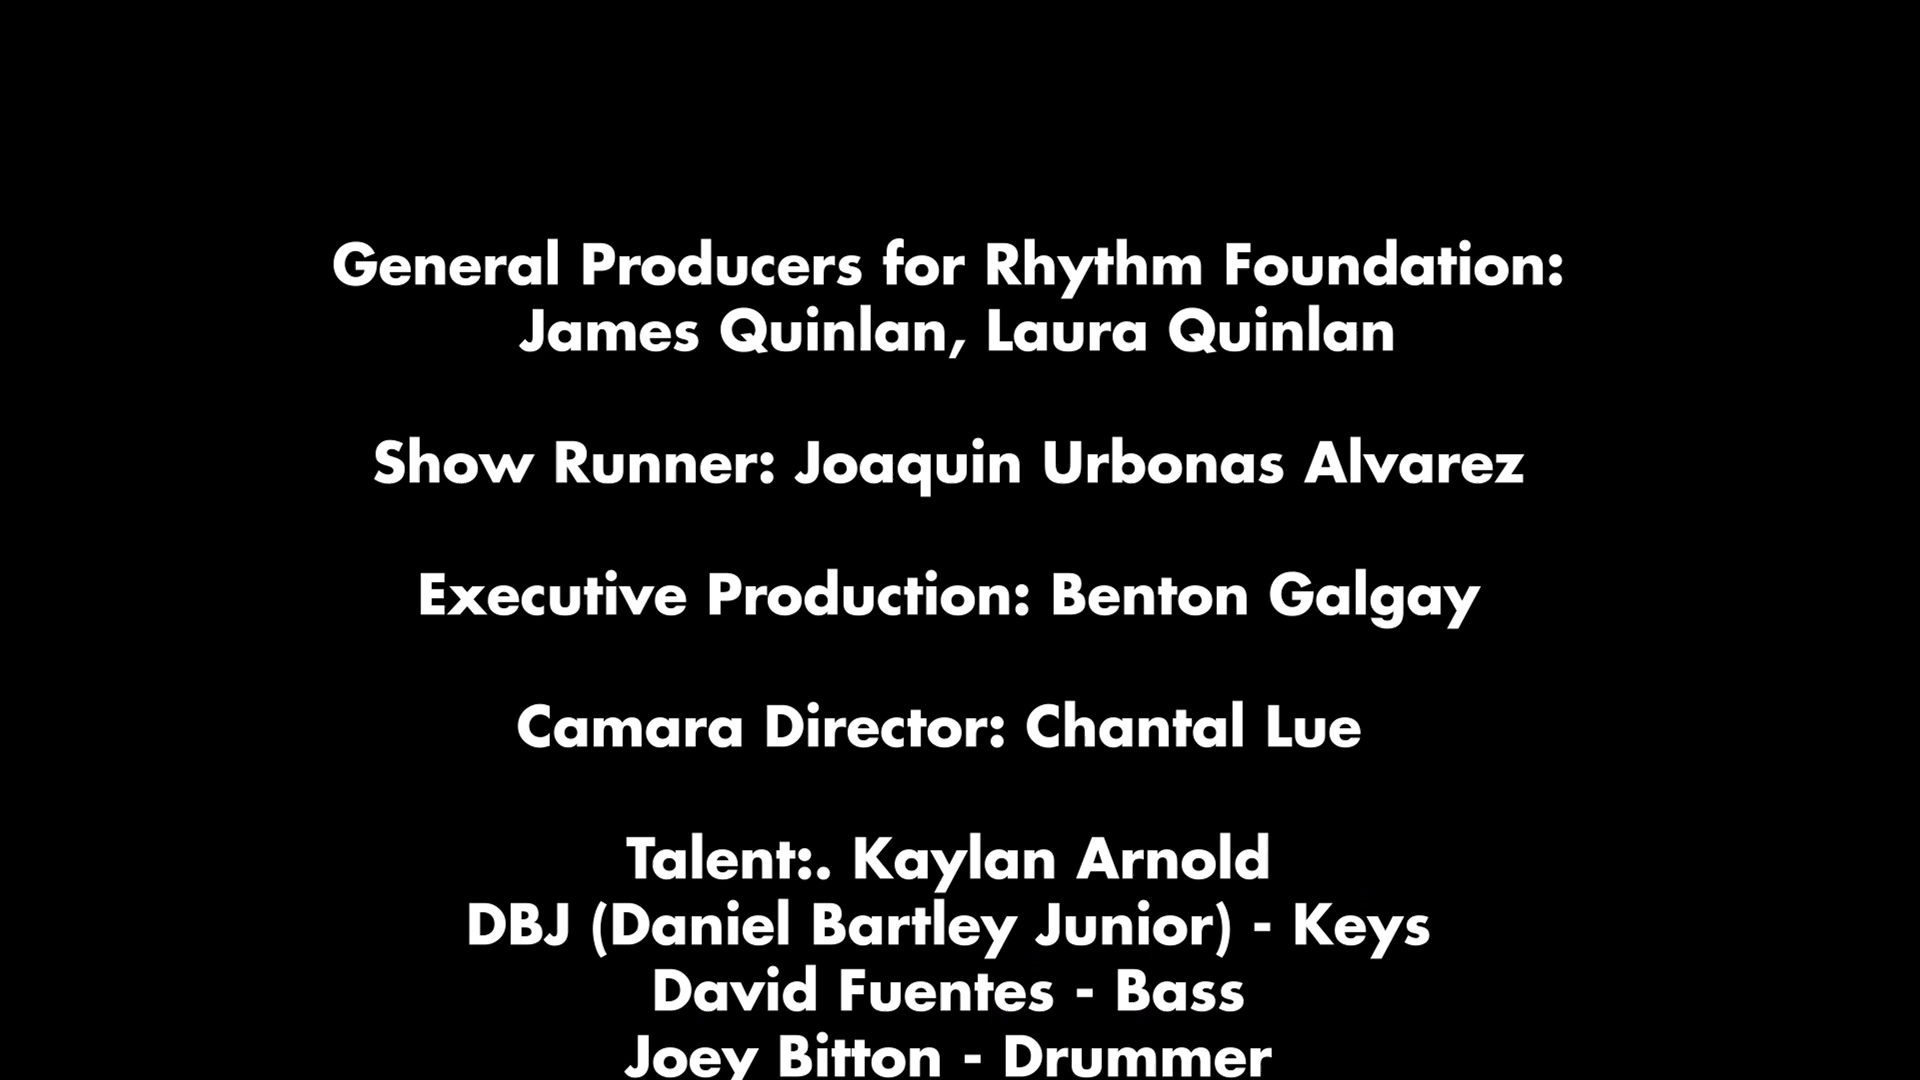 General Producers for Rhythm Foundation:
James Quinlan, Laura Quinlan
Show Runner: Joaquin Urbonas Alvarez
Executive Production: Benton Galgay
Camara Director: Chantal Lue
Talent:. Kaylan Arnold
DBJ (Daniel Bartley Junior) - Keys
David Fuentes - Bass
Joey Bitton - Drummer